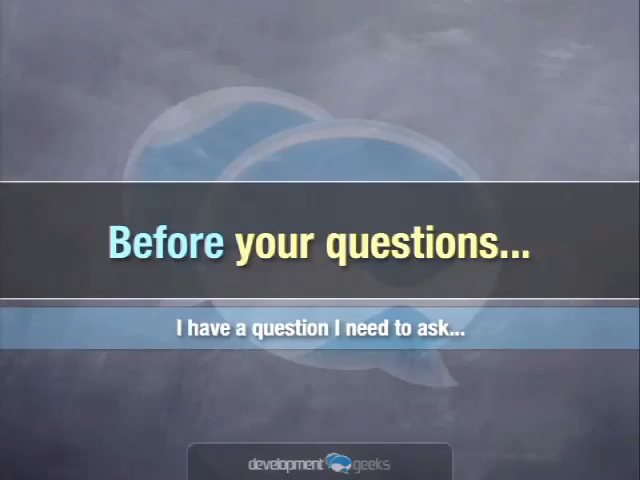 Before your questions...
I have a question I need to ask...
development geeks